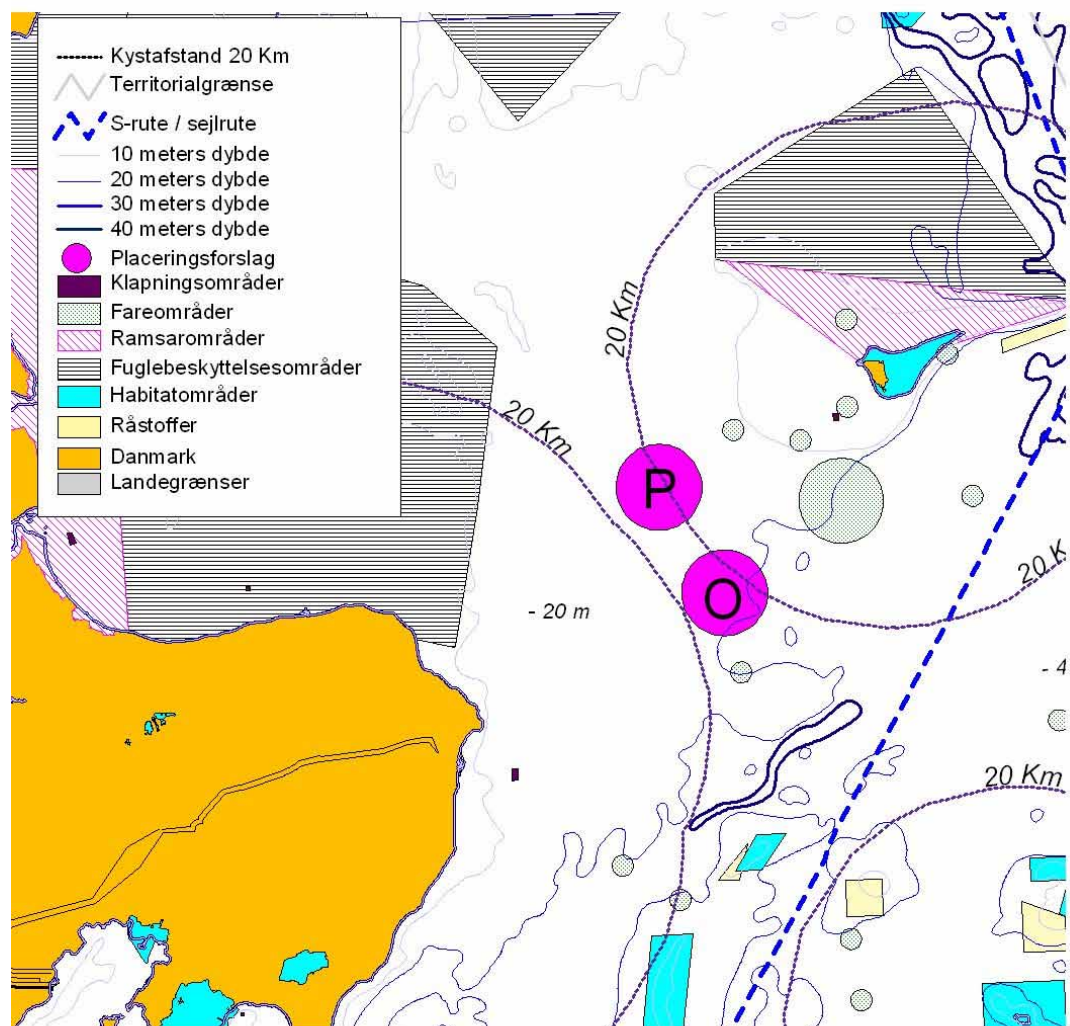 Kystafstand 20 Km
Territorialgrænse
S-rute / sejlrute
10 meters dybde
20 meters dybde
30 meters dybde
40 meters dybde
Placeringsforslag
Klapningsområder
Fareområder
Ramsarområder
Fuglebeskyttelsesområder
Habitatområder
Råstoffer
Danmark
Landegrænser
20 Km
20 Km
P
O
20 K
- 20 m
- 4
20 Km